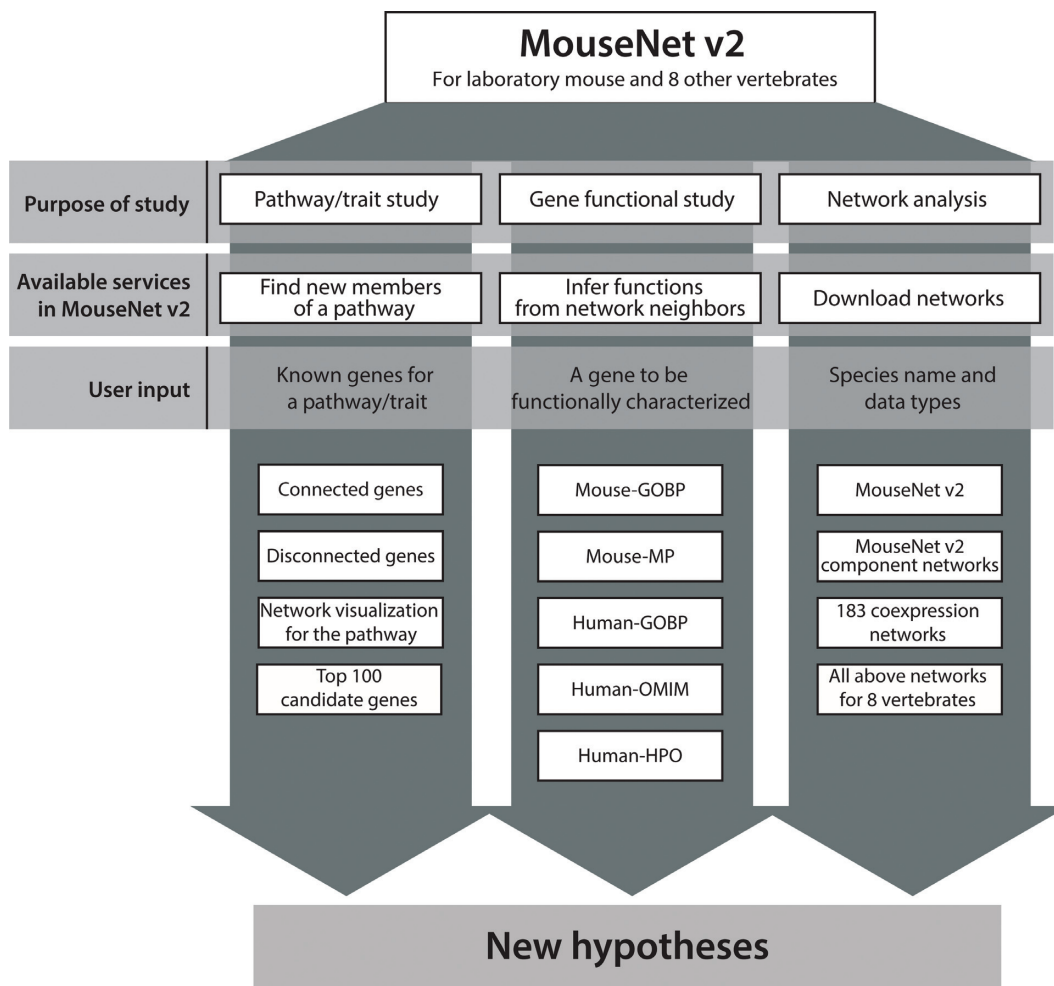 MouseNet v2
For laboratory mouse and 8 other vertebrates
Purpose of study
Pathway/trait study
Gene functional study
Network analysis
Available services
in MouseNet v2
Find new members
of a pathway
Infer functions
from network neighbors
Download networks
User input
Known genes for
a pathway/trait
A gene to be
functionally characterized
Species name and
data types
Connected genes
Disconnected genes
Network visualization
for the pathway
Top 100
candidate genes
Mouse-GOBP
Mouse-MP
Human-GOBP
Human-OMIM
Human-HPO
MouseNet v2
MouseNet v2
component networks
183 coexpression
networks
All above networks
for 8 vertebrates
New hypotheses